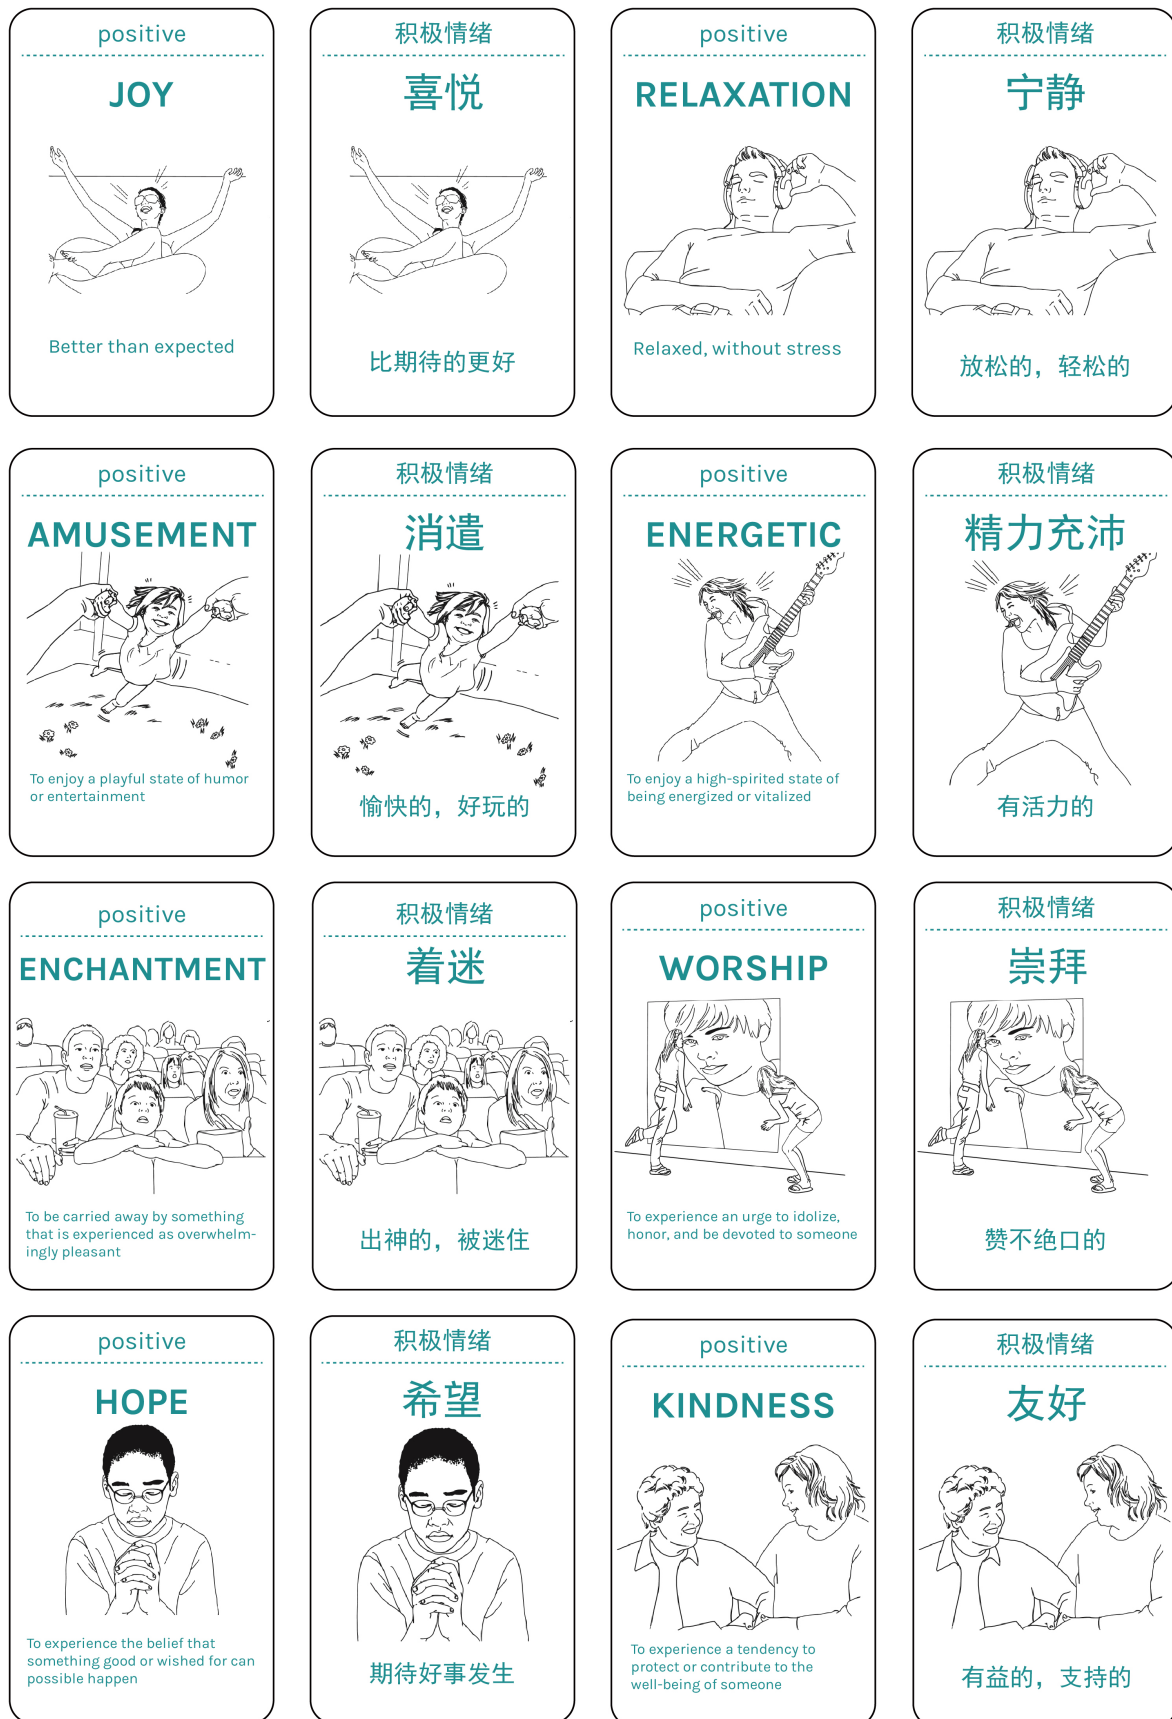 positive
JOY
Better than expected
积极情绪
喜悦
比期待的更好
positive
RELAXATION
Relaxed, without stress
积极情绪
宁静
放松的，轻松的
positive
AMUSEMENT
To enjoy a playful state of humor
or entertainment
积极情绪
消遣
愉快的，好玩的
positive
ENERGETIC
To enjoy a high-spirited state of
being energized or vitalized
积极情绪
精力充沛
有活力的
positive
ENCHANTMENT
To be carried away by something
that is experienced as overwhelm-
ingly pleasant
积极情绪
着迷
出神的，被迷住
positive
WORSHIP
To experience an urge to idolize,
honor, and be devoted to someone
积极情绪
崇拜
赞不绝口的
positive
HOPE
To experience the belief that
something good or wished for can
possible happen
积极情绪
希望
期待好事发生
positive
KINDNESS
To experience a tendency to
protect or contribute to the
well-being of someone
积极情绪
友好
有益的，支持的